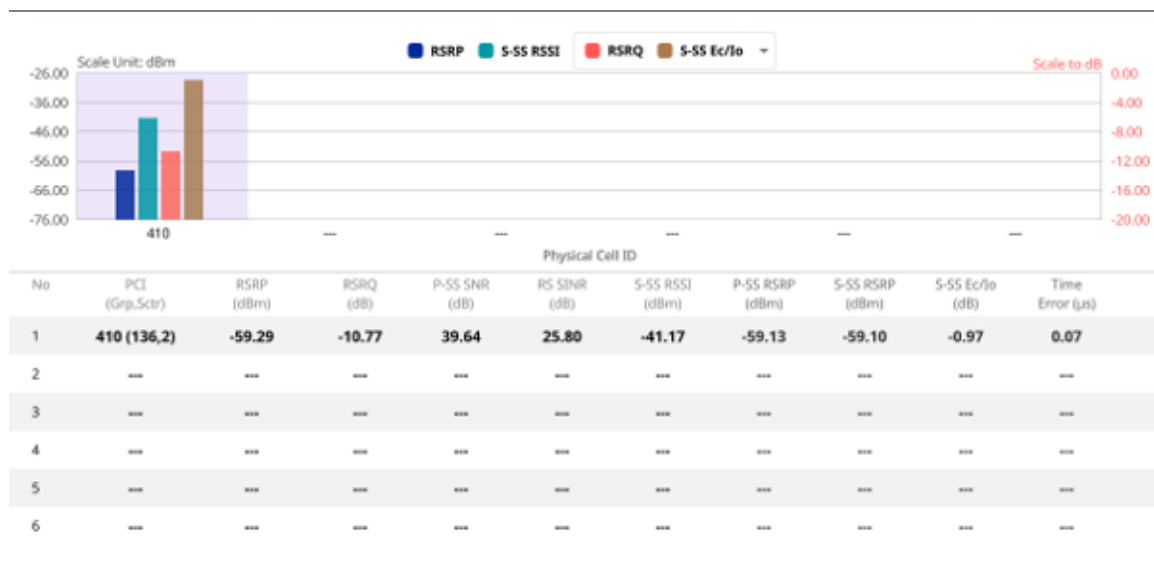 RSRP S-SS RSSI RSRQ S-SS Ec/Io
Scale Unit: dBm Scale to dB
-26.00 0.00
-36.00 -4.00
-46.00 -8.00
-56.00 -12.00
-66.00 -16.00
-76.00 -20.00
410 --- --- --- --- ---
Physical Cell ID
No PCI RSRP RSRQ P-SS SNR RS SINR S-SS RSSI P-SS RSRP S-SS RSRP S-SS Ec/Io Time
(Grp,Sctr) (dBm) (dB) (dB) (dB) (dBm) (dBm) (dBm) (dB) Error (µs)
1 410 (136,2) -59.29 -10.77 39.64 25.80 -41.17 -59.13 -59.10 -0.97 0.07
2 --- --- --- --- --- --- --- --- --- ---
3 --- --- --- --- --- --- --- --- --- ---
4 --- --- --- --- --- --- --- --- --- ---
5 --- --- --- --- --- --- --- --- --- ---
6 --- --- --- --- --- --- --- --- --- ---